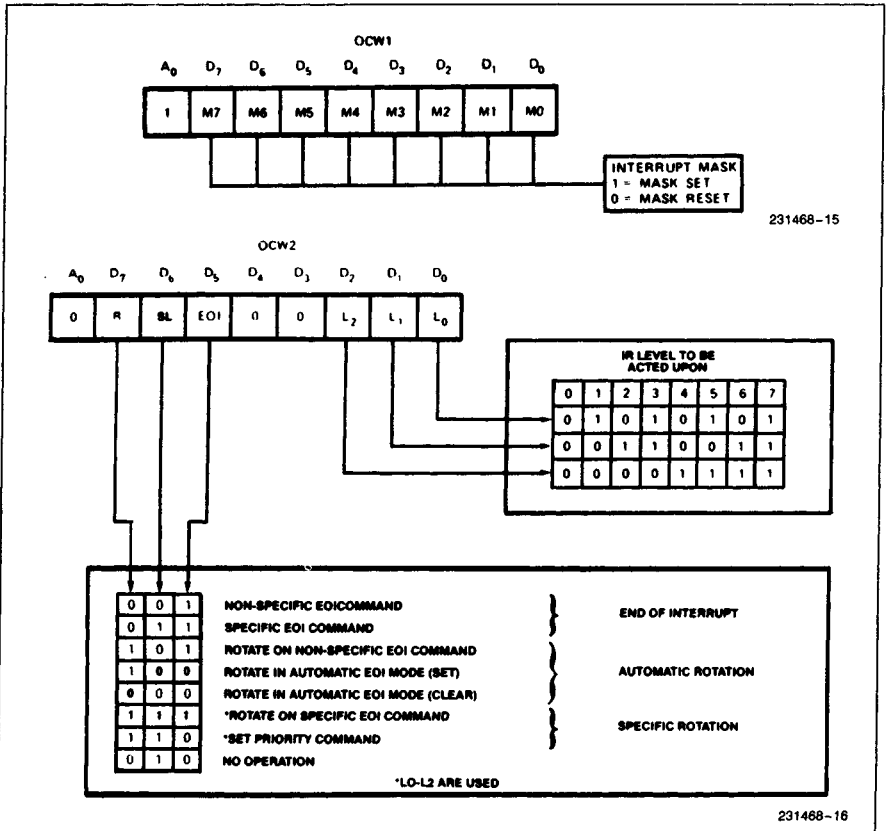 OCW1
A0 D7 D6 D5 D4 D3 D2 D1 D0
1 M7 M6 M5 M4 M3 M2 M1 M0
INTERRUPT MASK
1 = MASK SET
0 = MASK RESET
231468-15
OCW2
A0 D7 D6 D5 D4 D3 D2 D1 D0
0 R SL EOI 0 0 L2 L1 L0
IR LEVEL TO BE
ACTED UPON
0 1 2 3 4 5 6 7
0 1 0 1 0 1 0 1
0 0 1 1 0 0 1 1
0 0 0 0 1 1 1 1
0 0 1 NON-SPECIFIC EOICOMMAND
0 1 1 SPECIFIC EOI COMMAND
END OF INTERRUPT
1 0 1 ROTATE ON NON-SPECIFIC EOI COMMAND
1 0 0 ROTATE IN AUTOMATIC EOI MODE (SET)
0 0 0 ROTATE IN AUTOMATIC EOI MODE (CLEAR)
AUTOMATIC ROTATION
1 1 1 *ROTATE ON SPECIFIC EOI COMMAND
1 1 0 *SET PRIORITY COMMAND
SPECIFIC ROTATION
0 1 0 NO OPERATION
*LO-L2 ARE USED
231468-16